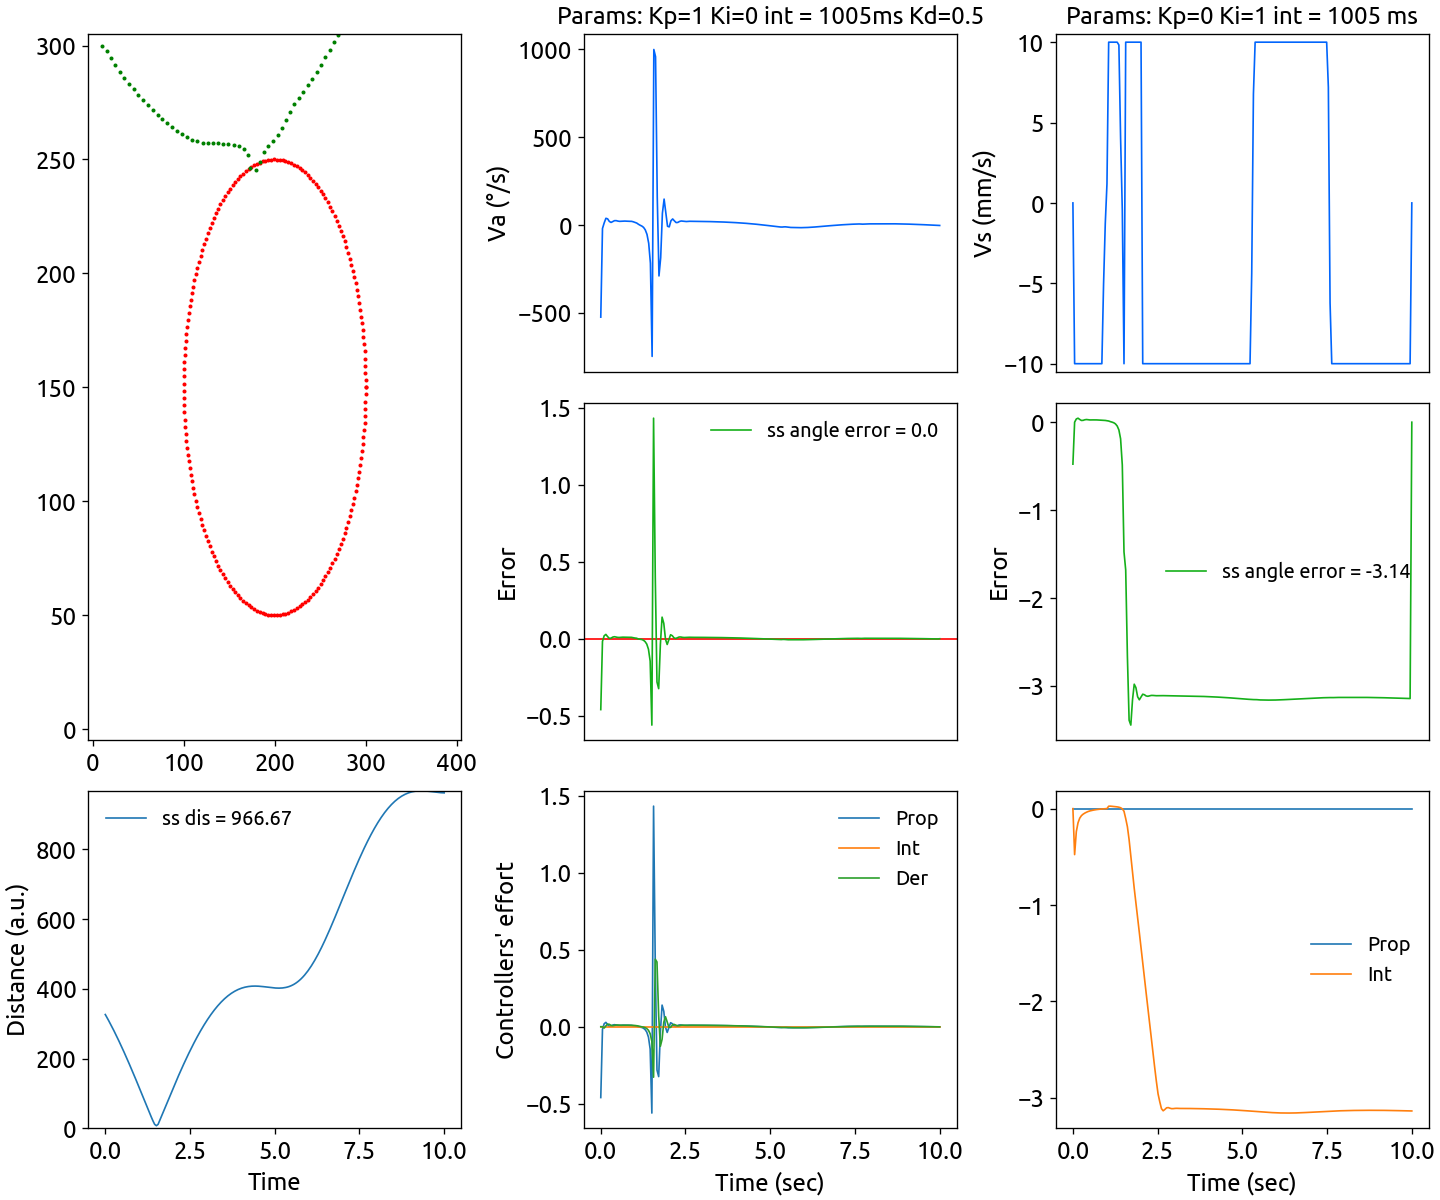 Params: Kp=1 Ki=0 int = 1005ms Kd=0.5
Params: Kp=0 Ki=1 int = 1005 ms
300
250
200
150
100
50
0
0 100 200 300 400
1000
500
0
−500
Va (°/s)
10
5
0
−5
−10
Vs (mm/s)
1.5
1.0
0.5
0.0
−0.5
Error
ss angle error = 0.0
0
−1
−2
−3
Error
ss angle error = -3.14
800
600
400
200
0
Distance (a.u.)
ss dis = 966.67
0.0 2.5 5.0 7.5 10.0
Time
1.5
1.0
0.5
0.0
−0.5
Controllers' effort
Prop
Int
Der
0.0 2.5 5.0 7.5 10.0
Time (sec)
0
−1
−2
−3
Prop
Int
0.0 2.5 5.0 7.5 10.0
Time (sec)